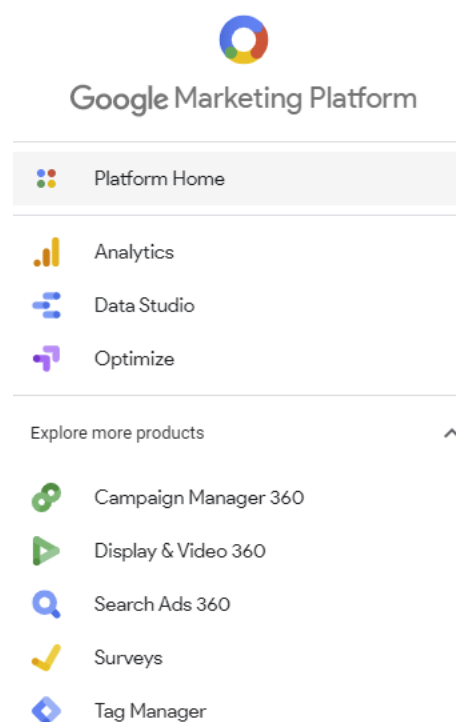 Google Marketing Platform
Platform Home
Analytics
Data Studio
Optimize
Explore more products
Campaign Manager 360
Display & Video 360
Search Ads 360
Surveys
Tag Manager